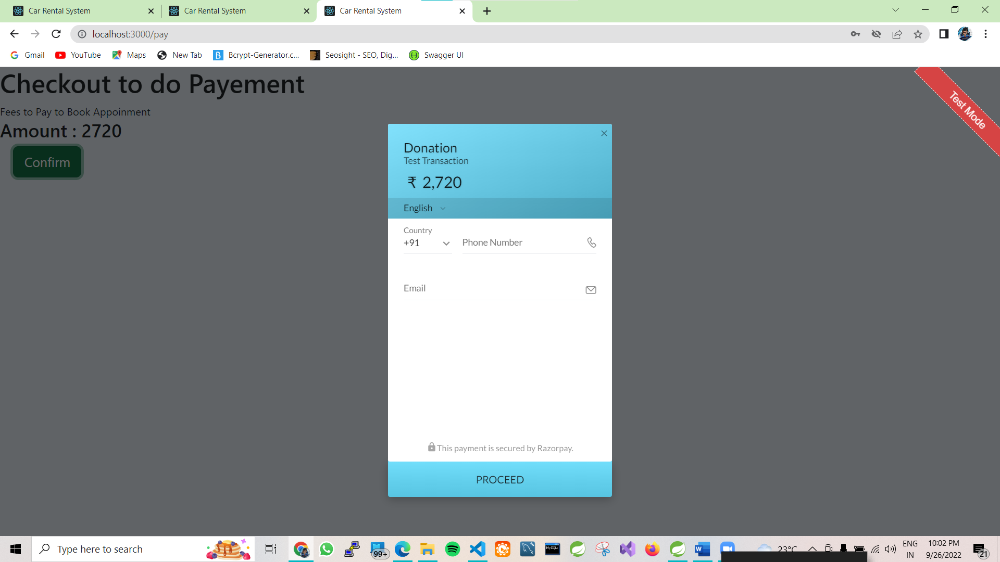 Car Rental System
Car Rental System
Car Rental System
localhost:3000/pay
Gmail
YouTube
Maps
New Tab
Bcrypt-Generator.c...
Seosight - SEO, Dig...
Swagger UI
Checkout to do Payement
Fees to Pay to Book Appoinment
Amount : 2720
Confirm
Test Mode
Donation
Test Transaction
₹ 2,720
English
Country
+91
Phone Number
Email
This payment is secured by Razorpay.
PROCEED
Type here to search
99+
MySQL
23°C
ENG
IN
10:02 PM
9/26/2022
21